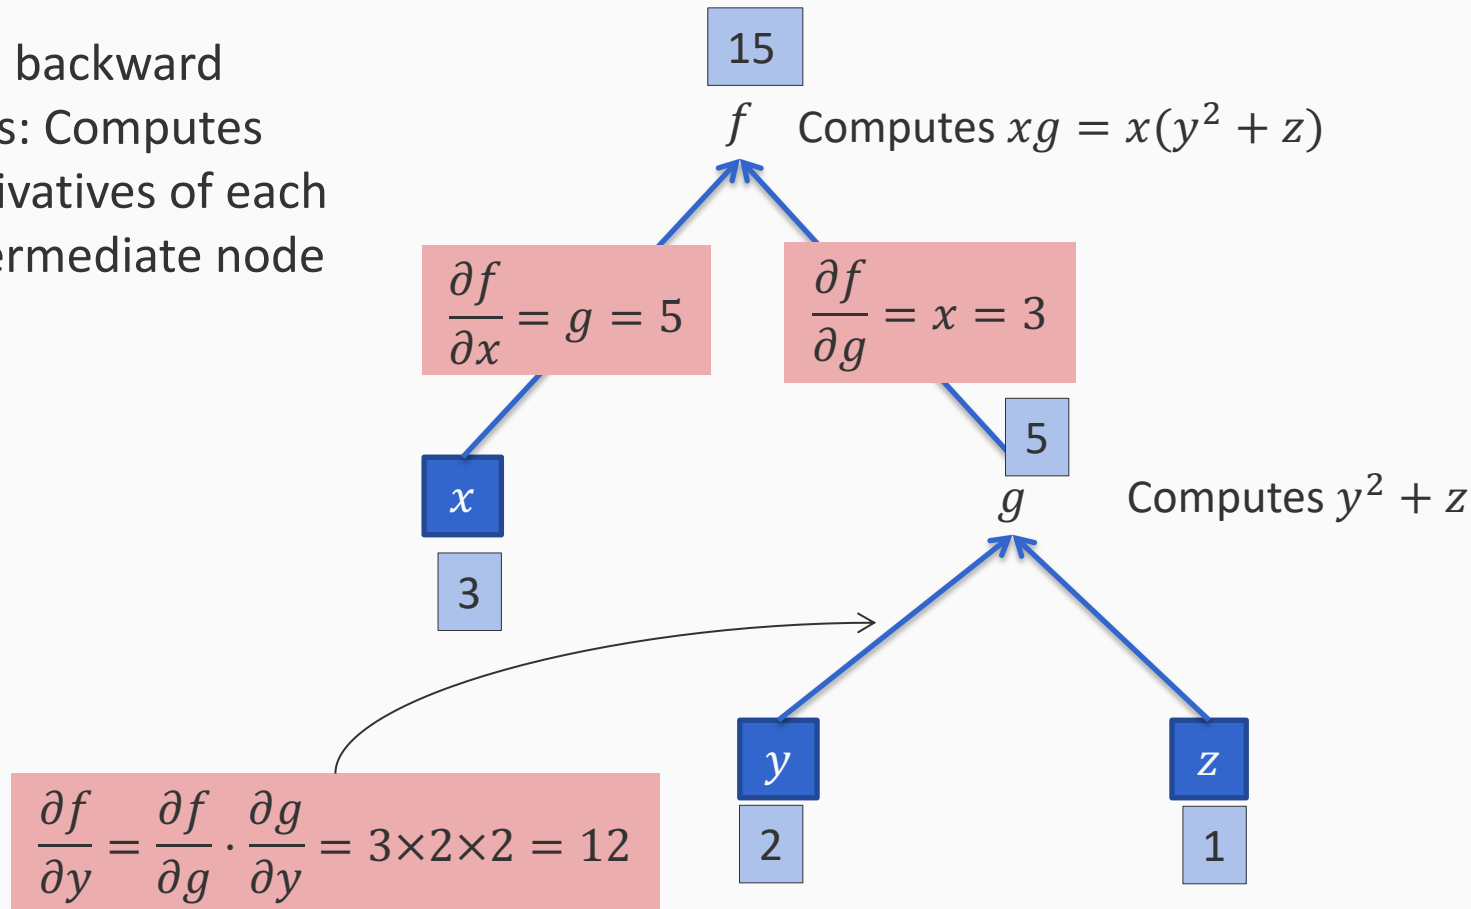 backward
s: Computes
ivatives of each
ermediate node
15
f Computes xg = x(y² + z)
∂f/∂x = g = 5
∂f/∂g = x = 3
5
x
g Computes y² + z
3
y
z
2
1
∂f/∂y = ∂f/∂g · ∂g/∂y = 3×2×2 = 12